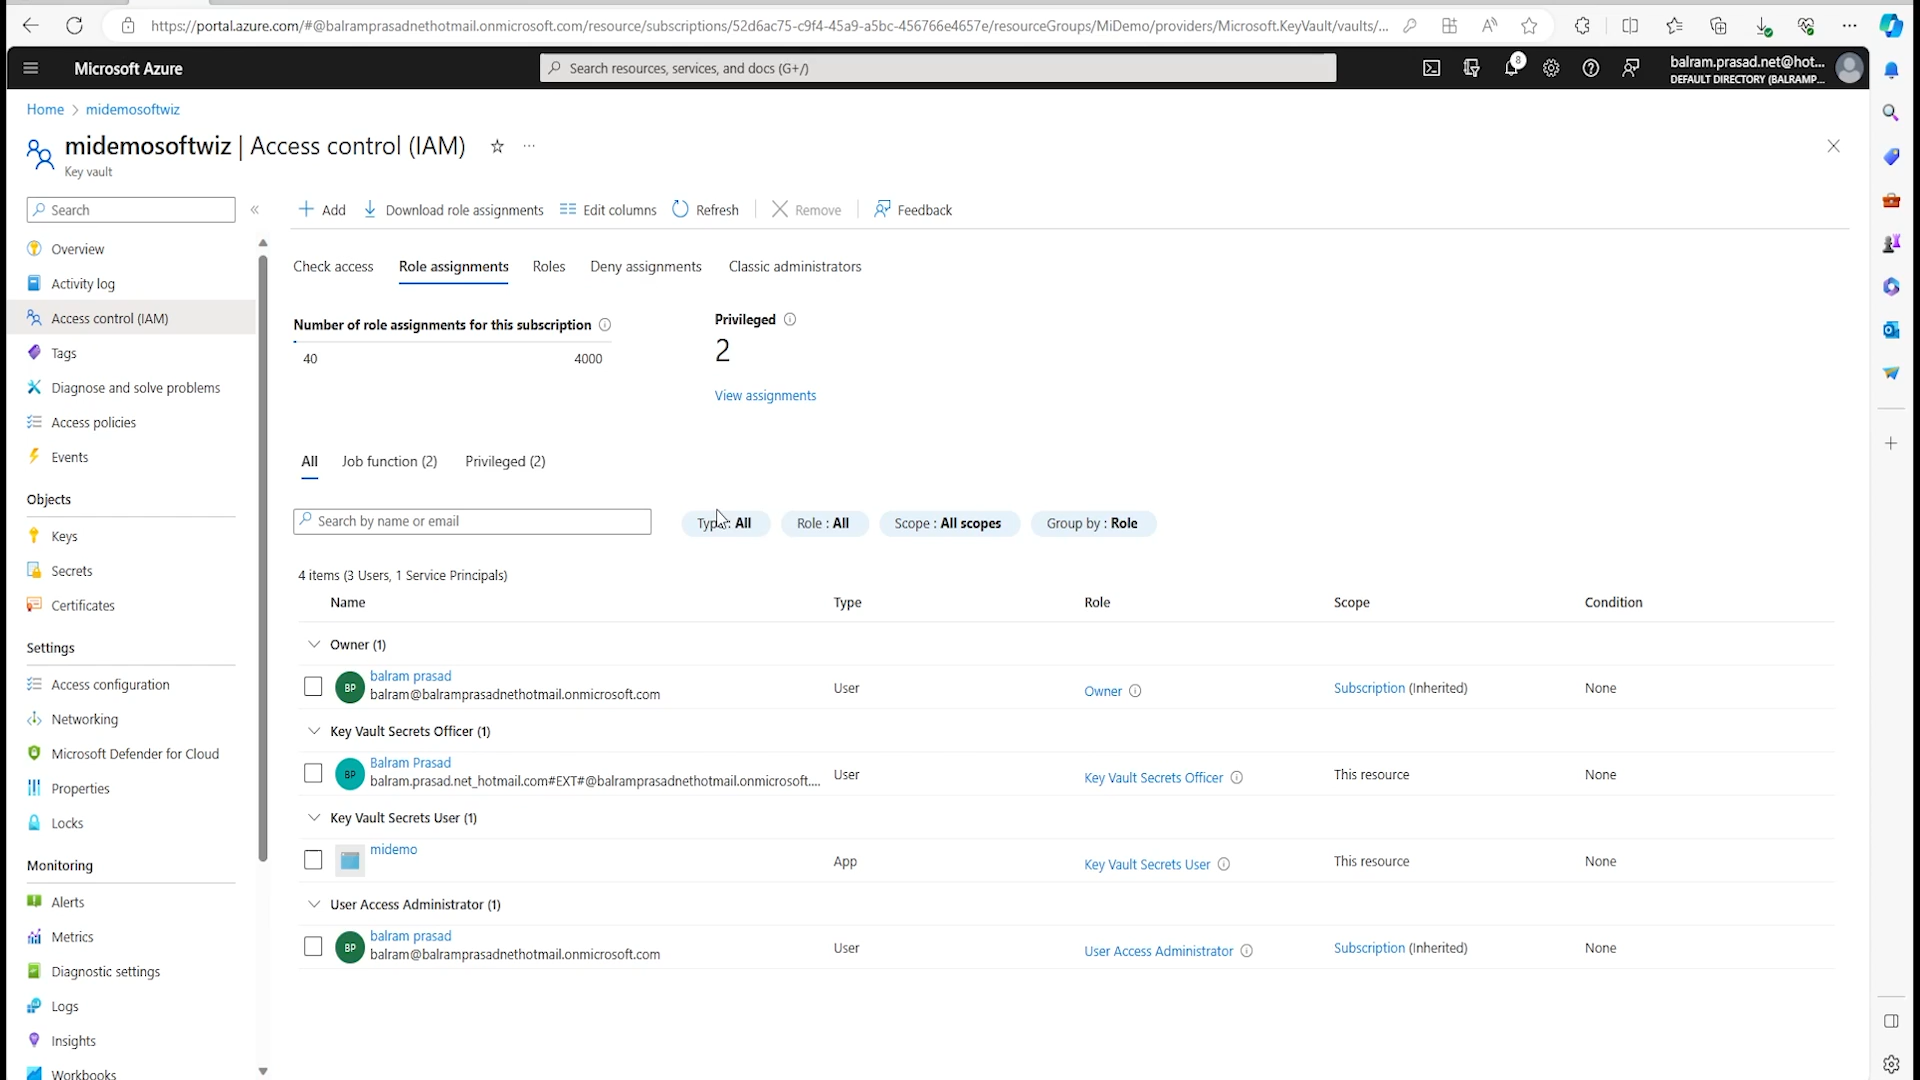 https://portal.azure.com/#@balramprasadnethotmail.onmicrosoft.com/resource/subscriptions/52d6ac75-c9f4-45a9-a5bc-456766e4657e/resourceGroups/MiDemo/providers/Microsoft.KeyVault/vaults/...
Microsoft Azure
Search resources, services, and docs (G+/)
8
balram.prasad.net@hot...
DEFAULT DIRECTORY (BALRAMP...
Home > midemosoftwiz
midemosoftwiz | Access control (IAM)
Key vault
Search
Add
Download role assignments
Edit columns
Refresh
Remove
Feedback
Overview
Activity log
Access control (IAM)
Tags
Diagnose and solve problems
Access policies
Events
Objects
Keys
Secrets
Certificates
Settings
Access configuration
Networking
Microsoft Defender for Cloud
Properties
Locks
Monitoring
Alerts
Metrics
Diagnostic settings
Logs
Insights
Workbooks
Check access Role assignments Roles Deny assignments Classic administrators
Number of role assignments for this subscription
40 4000
Privileged
2
View assignments
All Job function (2) Privileged (2)
Search by name or email
Type : All Role : All Scope : All scopes Group by : Role
4 items (3 Users, 1 Service Principals)
Name Type Role Scope Condition
Owner (1)
BP balram prasad
balram@balramprasadnethotmail.onmicrosoft.com User Owner Subscription (Inherited) None
Key Vault Secrets Officer (1)
BP Balram Prasad
balram.prasad.net_hotmail.com#EXT#@balramprasadnethotmail.onmicrosoft.... User Key Vault Secrets Officer This resource None
Key Vault Secrets User (1)
midemo App Key Vault Secrets User This resource None
User Access Administrator (1)
BP balram prasad
balram@balramprasadnethotmail.onmicrosoft.com User User Access Administrator Subscription (Inherited) None